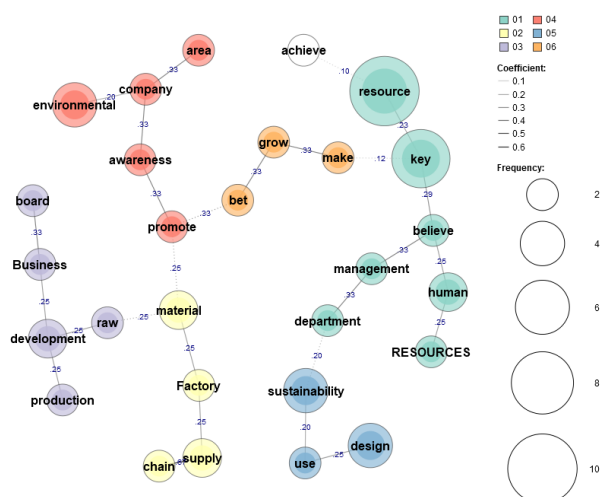 area
achieve
.33
.10
company
resource
environmental
.20
.23
.33
grow
awareness
.33
make
.12
key
.33
.33
.29
board
bet
.33
promote
believe
.33
.33
.25
Business
management
.25
human
.25
.33
material
raw
.25
department
.25
development
.25
RESOURCES
.25
.25
.20
Factory
sustainability
production
.25
.20
design
supply
chain
use
.25
01
04
02
05
03
06
Coefficient:
0.1
0.2
0.3
0.4
0.5
0.6
Frequency:
2
4
6
8
10